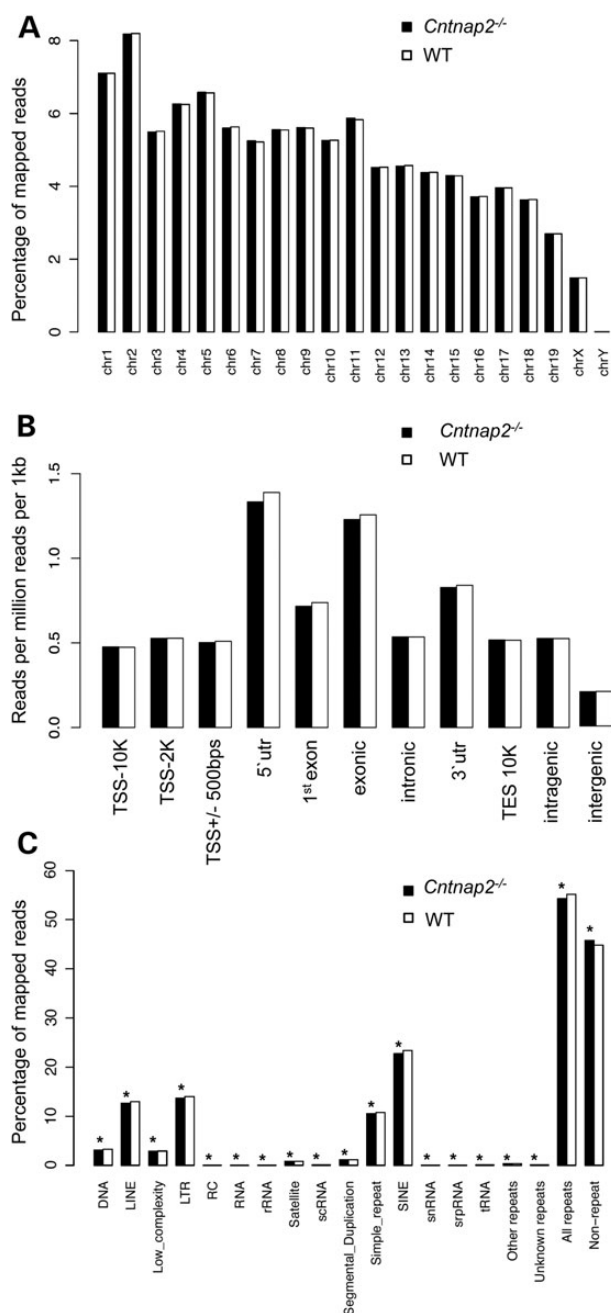 A
Cntnap2-/-
WT
Percentage of mapped reads
8
6
4
2
0
chr1
chr2
chr3
chr4
chr5
chr6
chr7
chr8
chr9
chr10
chr11
chr12
chr13
chr14
chr15
chr16
chr17
chr18
chr19
chrX
chrY
B
Cntnap2-/-
WT
Reads per million reads per 1kb
1.5
1.0
0.5
0.0
TSS-10K
TSS-2K
TSS+/- 500bps
5`utr
1st exon
exonic
intronic
3`utr
TES 10K
intragenic
intergenic
C
Cntnap2-/-
WT
Percentage of mapped reads
60
50
40
30
20
10
0
* * * * * * * * * * * * * * * * * * *
DNA
LINE
Low_complexity
LTR
RC
RNA
rRNA
Satellite
scRNA
Segmental_Duplication
Simple_repeat
SINE
snRNA
srpRNA
tRNA
Other repeats
Unknown repeats
All repeats
Non-repeat